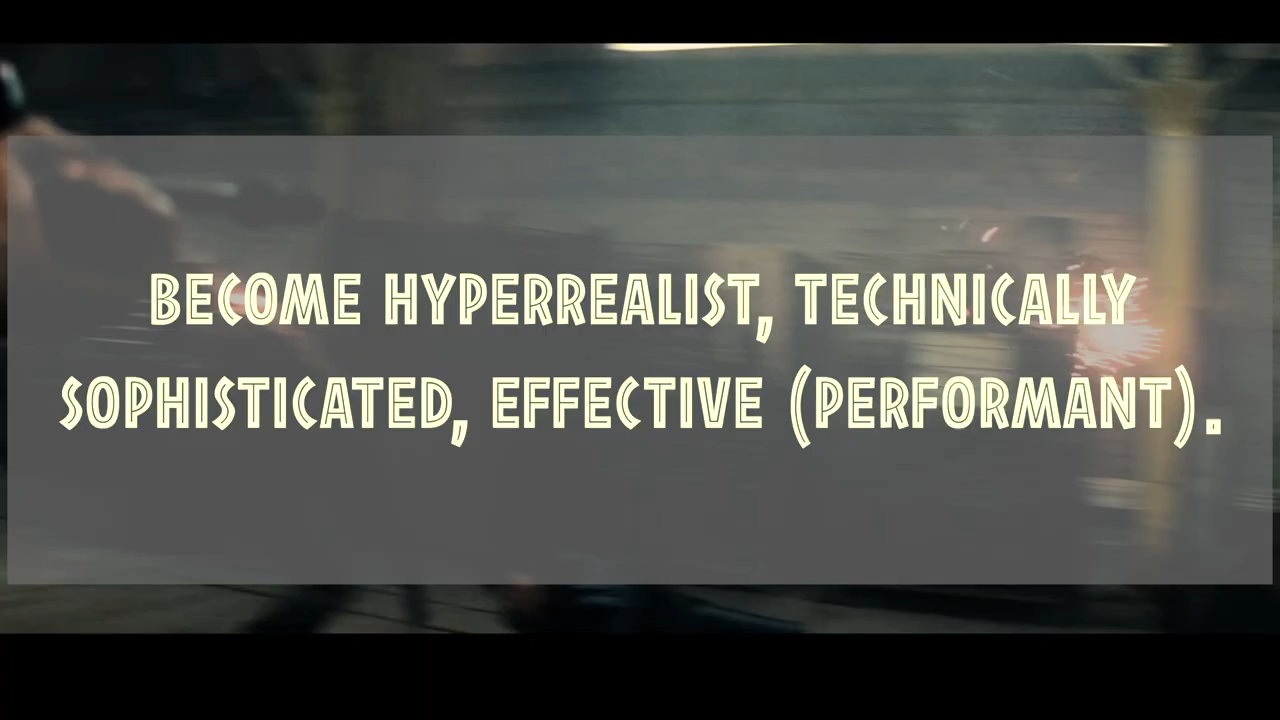 BECOME HYPERREALIST, TECHNICALLY
SOPHISTICATED, EFFECTIVE (PERFORMANT).